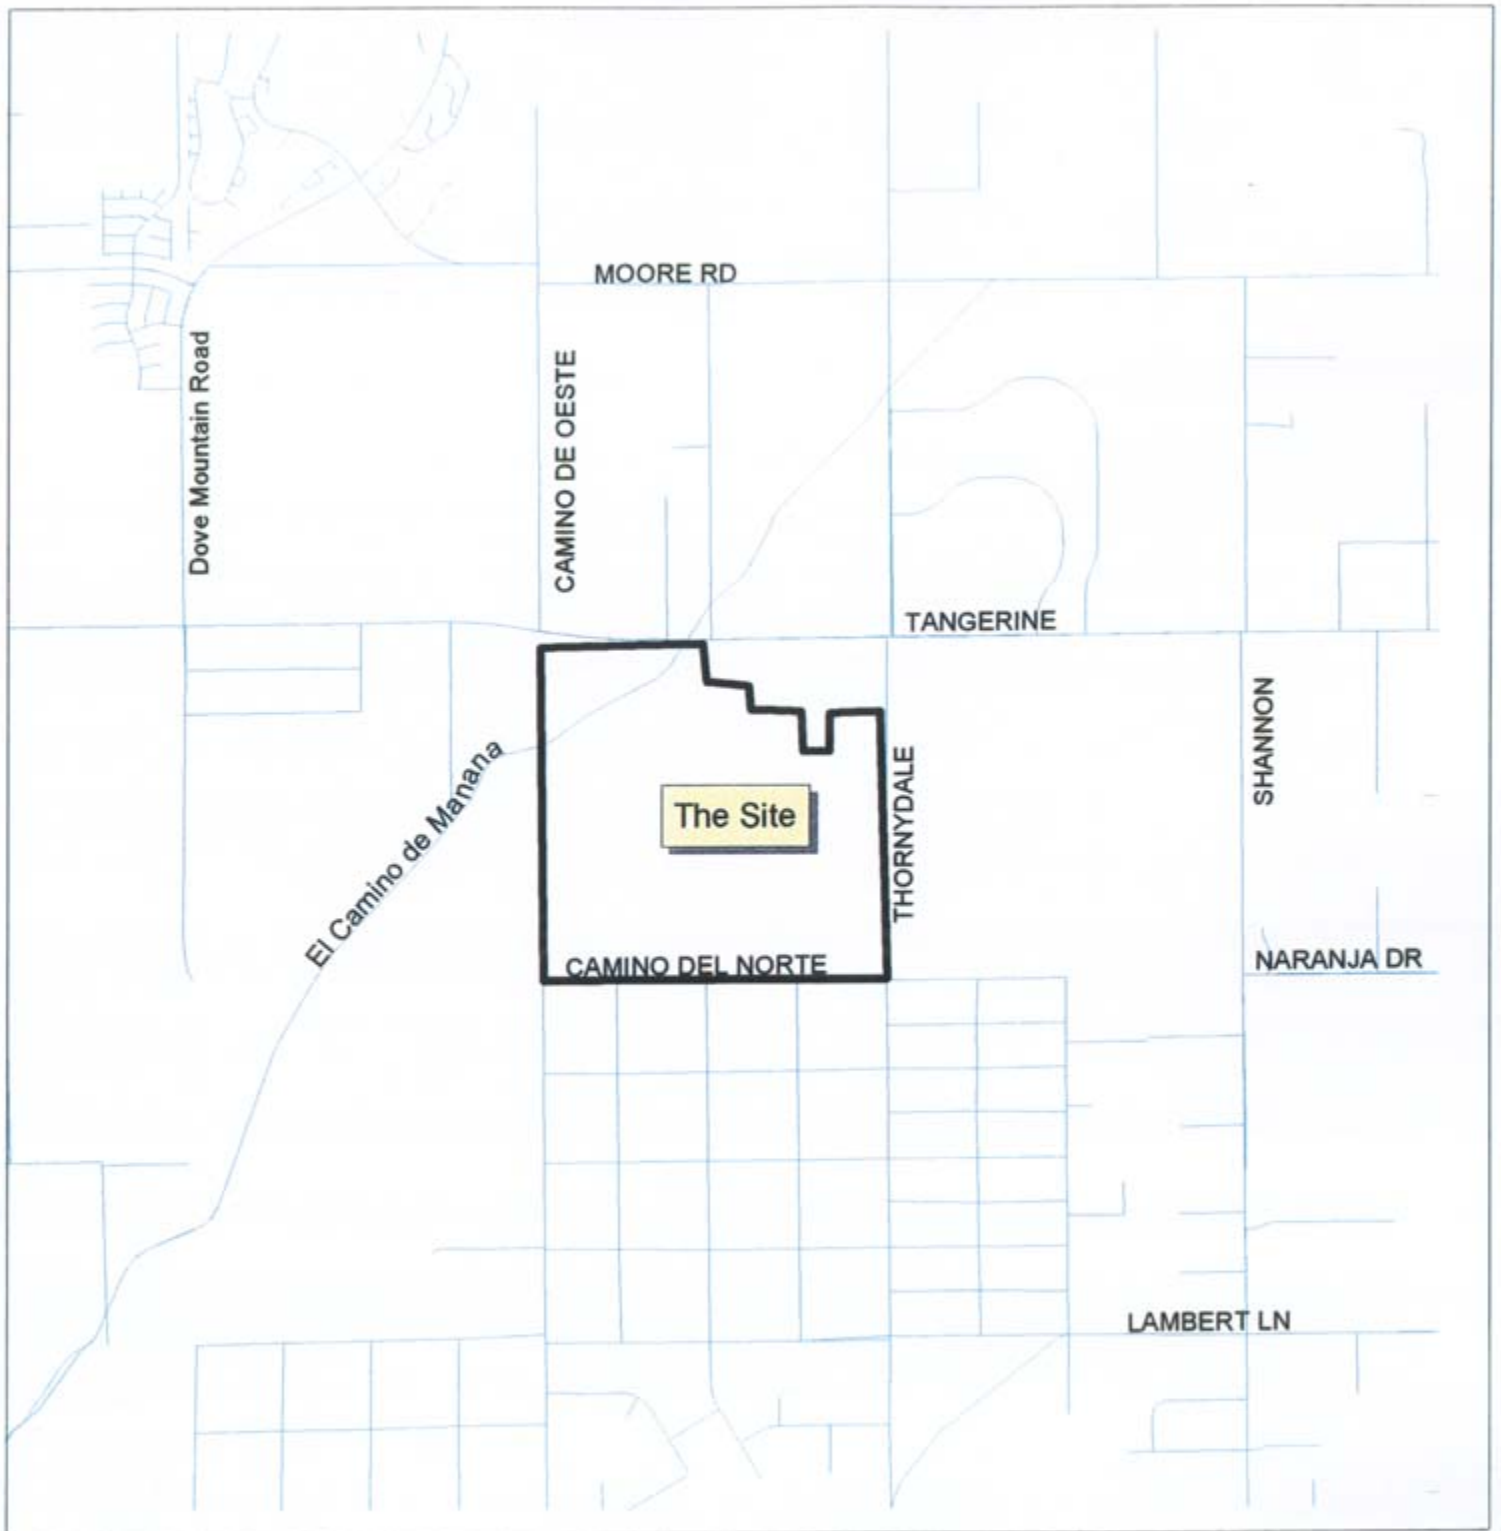 MOORE RD
Dove Mountain Road
CAMINO DE OESTE
TANGERINE
SHANNON
El Camino de Manana
The Site
THORNYDALE
CAMINO DEL NORTE
NARANJA DR
LAMBERT LN